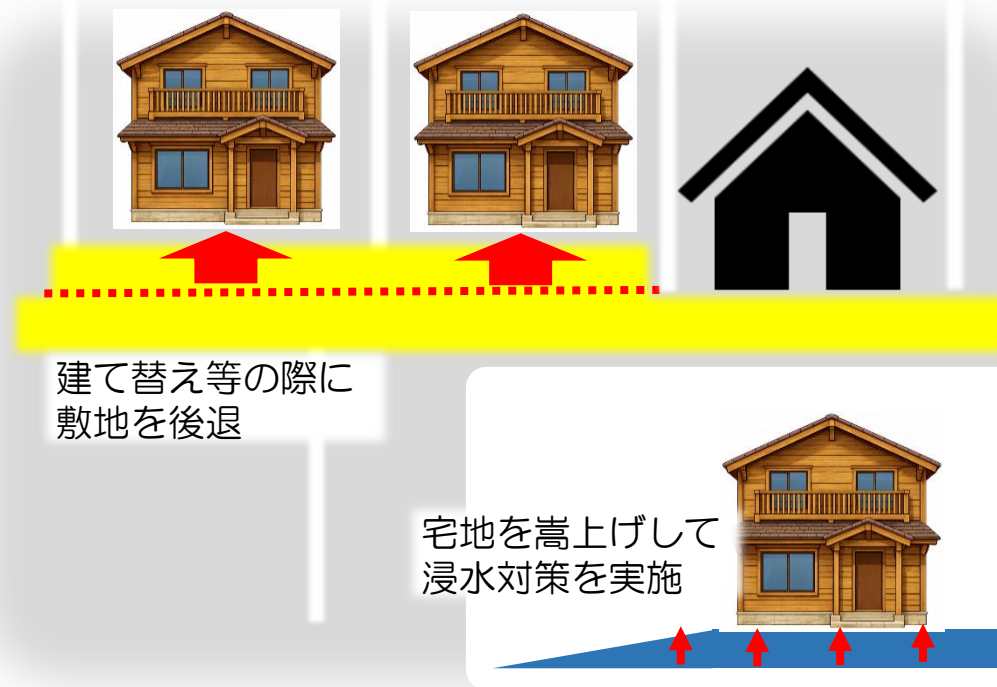 建て替え等の際に
敷地を後退
宅地を嵩上げして
浸水対策を実施